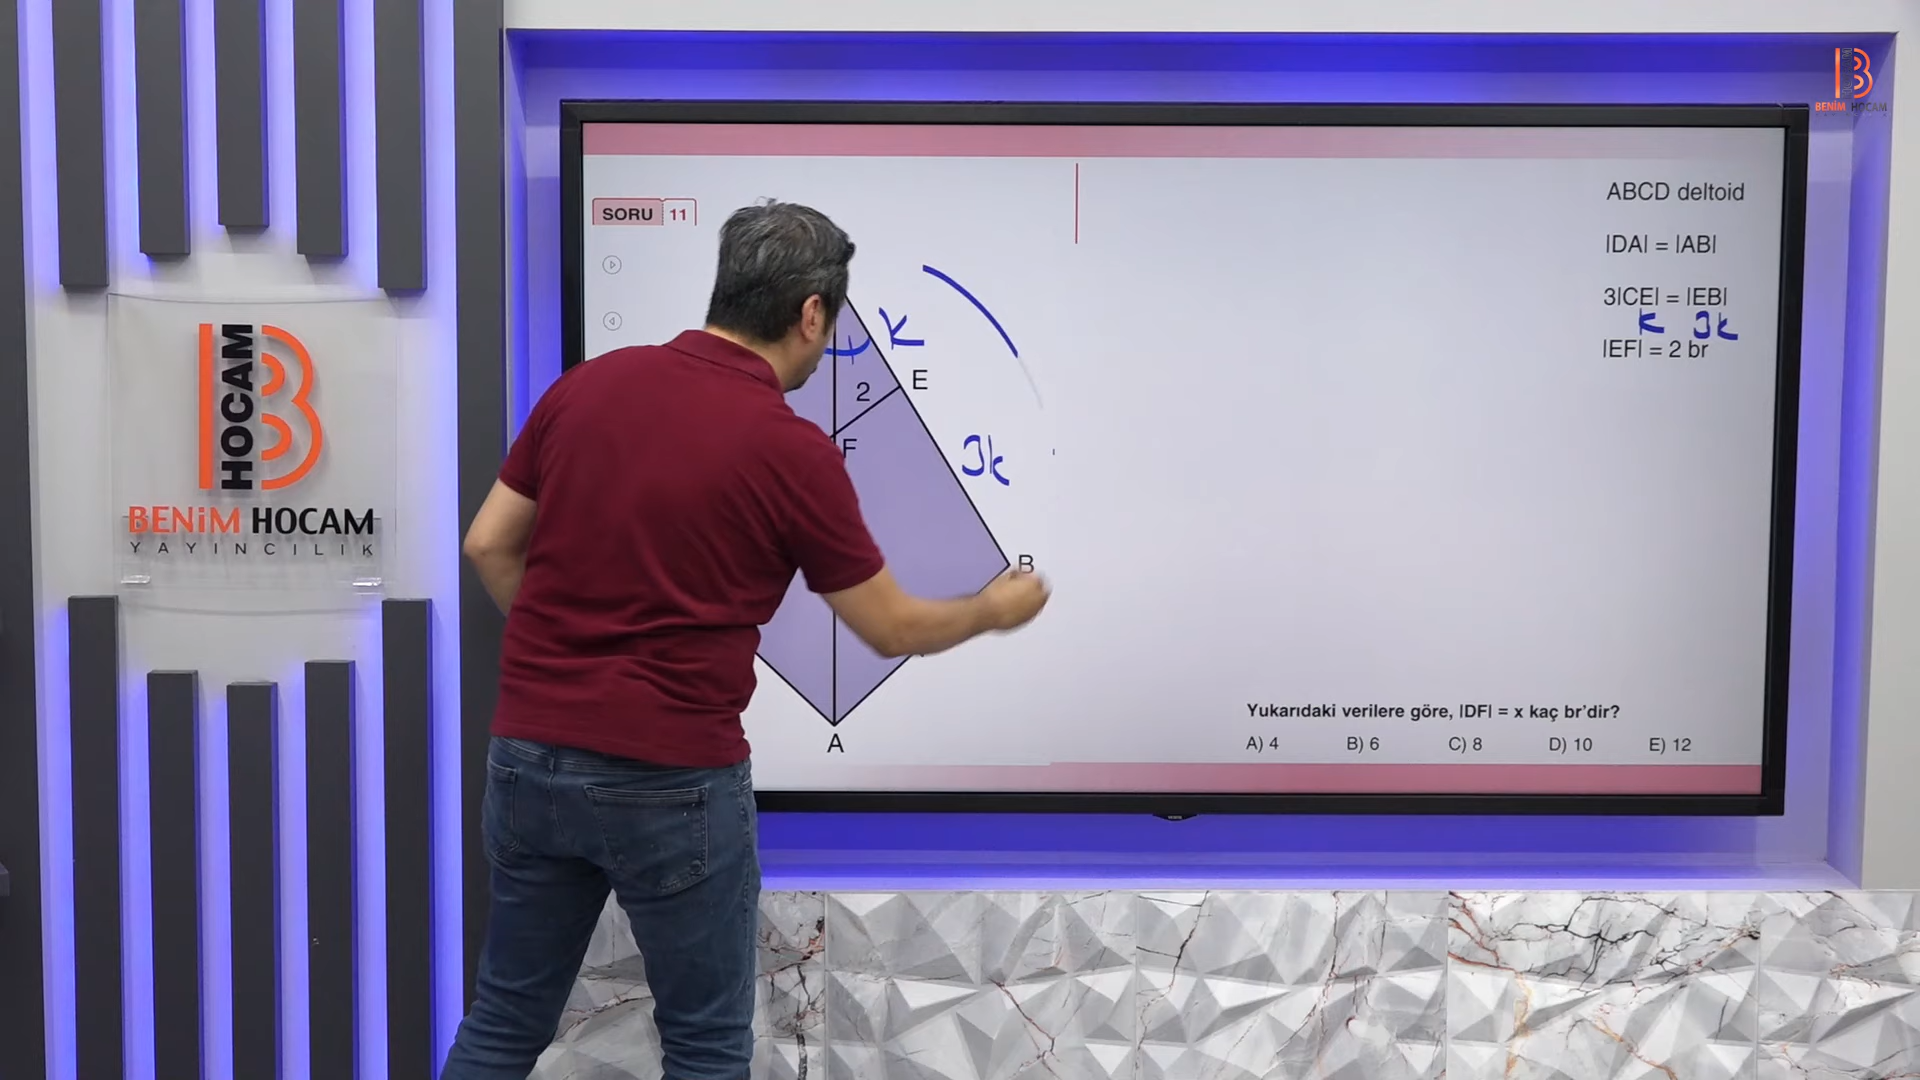 BENİM HOCAM
SORU 11
K
2
E
F
3k
B
A
ABCD deltoid
|DA| = |AB|
3|CE| = |EB|
k 3k
|EF| = 2 br
Yukarıdaki verilere göre, |DF| = x kaç br'dir?
A) 4 B) 6 C) 8 D) 10 E) 12
HOCAM
BENiM HOCAM
YAYINCILIK